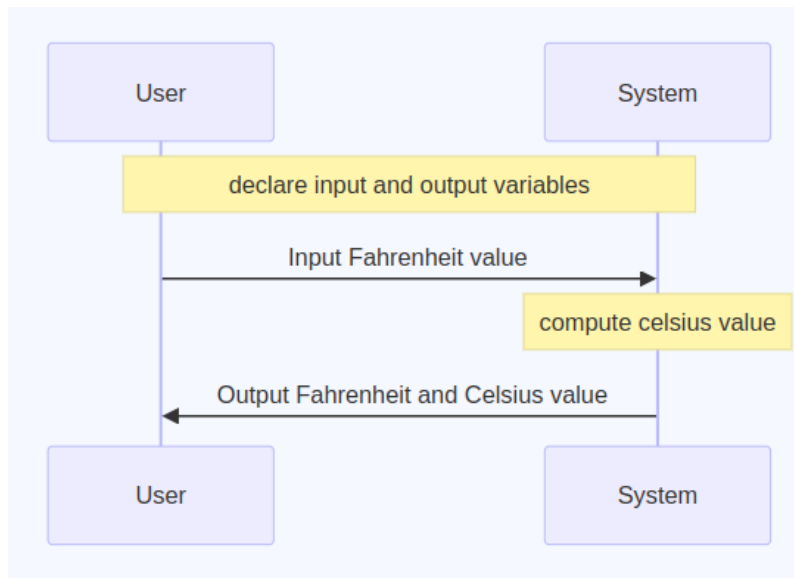 User
System
declare input and output variables
Input Fahrenheit value
compute celsius value
Output Fahrenheit and Celsius value
User
System